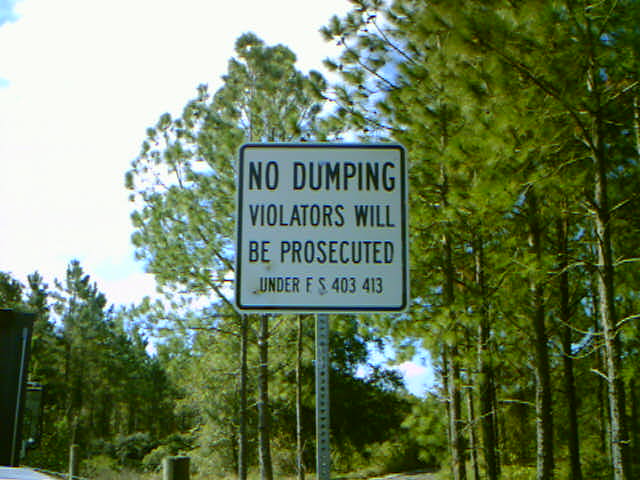 NO DUMPING
VIOLATORS WILL
BE PROSECUTED
UNDER F S 403 413